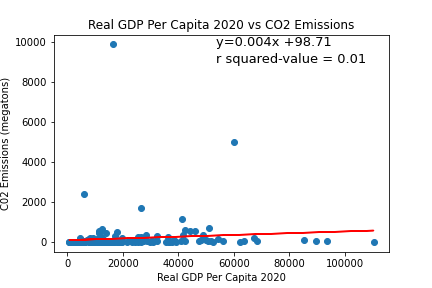 Real GDP Per Capita 2020 vs CO2 Emissions
y=0.004x +98.71
r squared-value = 0.01
10000
8000
6000
4000
2000
0
CO2 Emissions (megatons)
0
20000
40000
60000
80000
100000
Real GDP Per Capita 2020